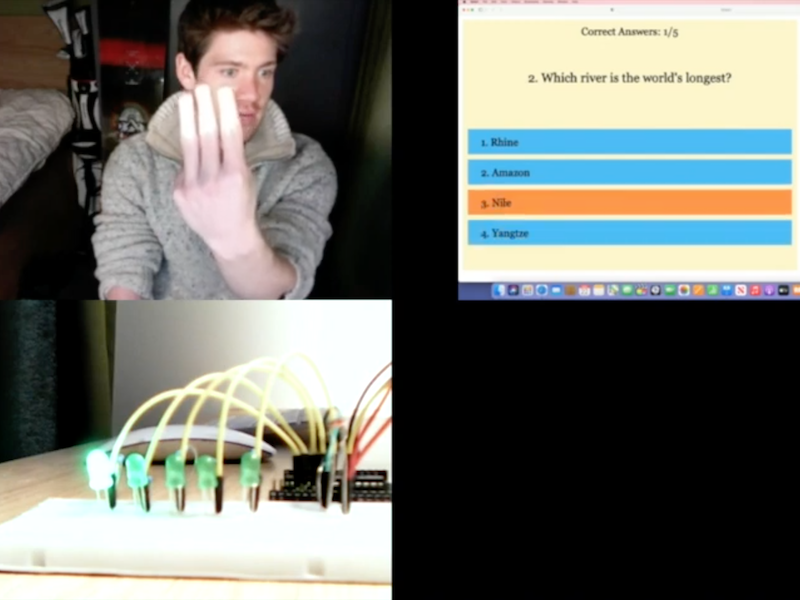 Correct Answers: 1/5
2. Which river is the world's longest?
1. Rhine
2. Amazon
3. Nile
4. Yangtze